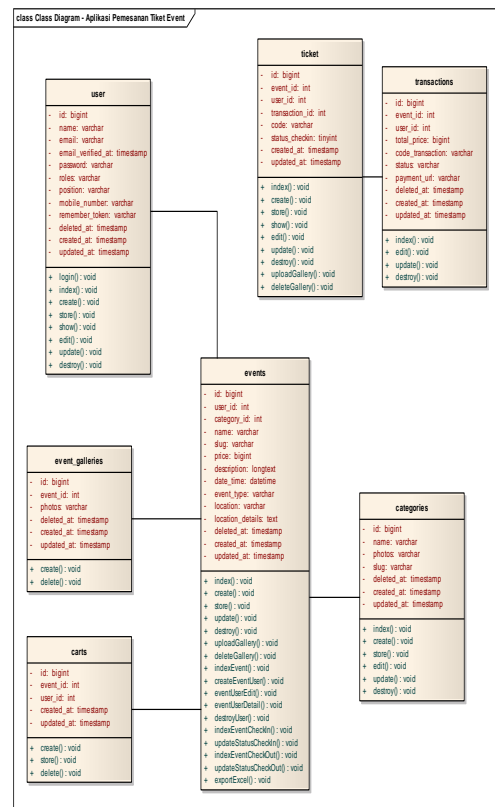 class Class Diagram - Aplikasi Pemesanan Tiket Event
user
- id: bigint
- name: varchar
- email: varchar
- email_verified_at: timestamp
- password: varchar
- roles: varchar
- position: varchar
- mobile_number: varchar
- remember_token: varchar
- deleted_at: timestamp
- created_at: timestamp
- updated_at: timestamp
+ login() : void
+ index() : void
+ create() : void
+ store() : void
+ show() : void
+ edit() : void
+ update() : void
+ destroy() : void
ticket
- id: bigint
- event_id: int
- user_id: int
- transaction_id: int
- code: varchar
- status_checkin: tinyint
- created_at: timestamp
- updated_at: timestamp
+ index() : void
+ create() : void
+ store() : void
+ show() : void
+ edit() : void
+ update() : void
+ destroy() : void
+ uploadGallery() : void
+ deleteGallery() : void
transactions
- id: bigint
- event_id: int
- user_id: int
- total_price: bigint
- code_transaction: varchar
- status: varchar
- payment_url: varchar
- deleted_at: timestamp
- created_at: timestamp
- updated_at: timestamp
+ index() : void
+ edit() : void
+ update() : void
+ destroy() : void
events
- id: bigint
- user_id: int
- category_id: int
- name: varchar
- slug: varchar
- price: bigint
- description: longtext
- date_time: datetime
- event_type: varchar
- location: varchar
- location_details: text
- deleted_at: timestamp
- created_at: timestamp
- updated_at: timestamp
+ index() : void
+ create() : void
+ store() : void
+ update() : void
+ destroy() : void
+ uploadGallery() : void
+ deleteGallery() : void
+ indexEvent() : void
+ createEventUser() : void
+ eventUserEdit() : void
+ eventUserDetail() : void
+ destroyUser() : void
+ indexEventCheckIn() : void
+ updateStatusCheckIn() : void
+ indexEventCheckOut() : void
+ updateStatusCheckOut() : void
+ exportExcel() : void
event_galleries
- id: bigint
- event_id: int
- photos: varchar
- deleted_at: timestamp
- created_at: timestamp
- updated_at: timestamp
+ create() : void
+ delete() : void
categories
- id: bigint
- name: varchar
- photos: varchar
- slug: varchar
- deleted_at: timestamp
- created_at: timestamp
- updated_at: timestamp
+ index() : void
+ create() : void
+ store() : void
+ edit() : void
+ update() : void
+ destroy() : void
carts
- id: bigint
- event_id: int
- user_id: int
- created_at: timestamp
- updated_at: timestamp
+ create() : void
+ store() : void
+ delete() : void